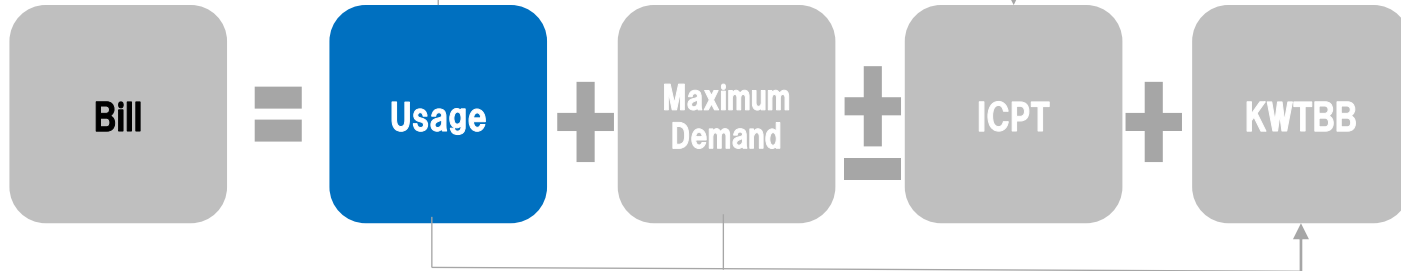 Bill
Usage
Maximum
Demand
ICPT
KWTBB